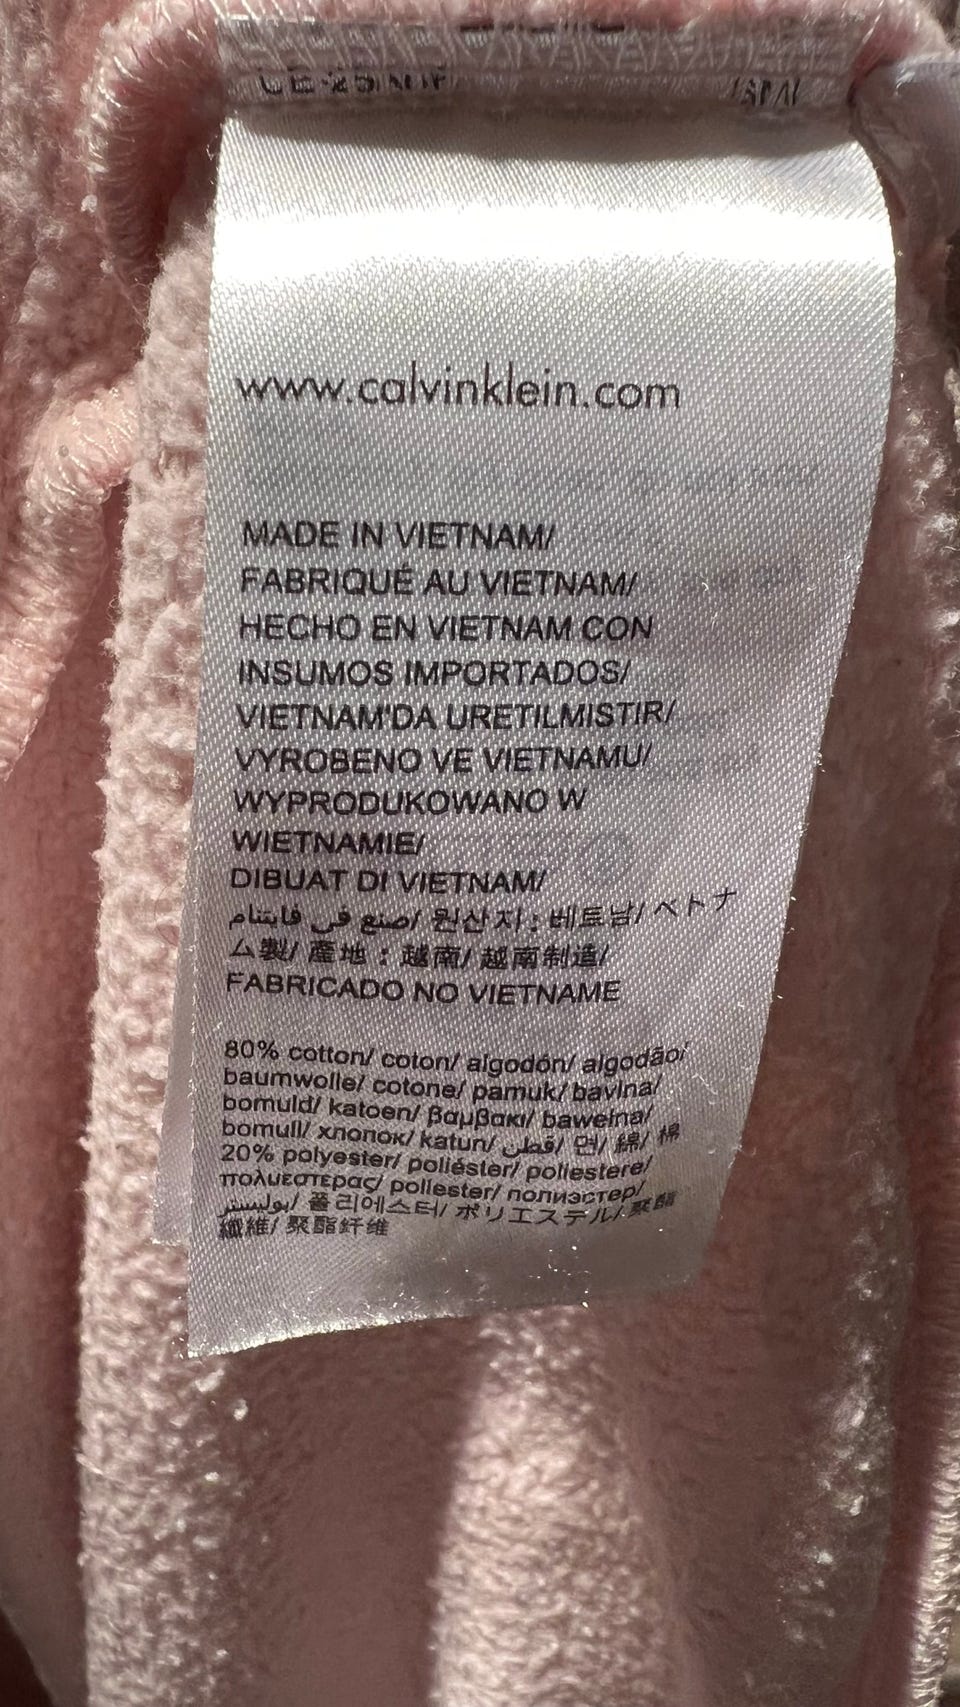 www.calvinklein.com
MADE IN VIETNAM/
FABRIQUÉ AU VIETNAM/
HECHO EN VIETNAM CON
INSUMOS IMPORTADOS/
VIETNAM'DA URETILMISTIR/
VYROBENO VE VIETNAMU/
WYPRODUKOWANO W
WIETNAMIE/
DIBUAT DI VIETNAM/
صنع في فايتنام/ 원산지: 베트남/ ベトナ
ム製/ 產地：越南/ 越南制造/
FABRICADO NO VIETNAME
80% cotton/ coton/ algodón/ algodão/
baumwolle/ cotone/ pamuk/ bavlna/
bomuld/ katoen/ βαμβακι/ bawełna/
bomull/ хлопок/ katun/ قطن/ 면/ 綿/ 棉
20% polyester/ poliéster/ poliestere/
πολυεστερας/ poliester/ полиэстер/
بوليستر/ 폴리에스터/ ポリエステル/ 聚酯
纖維/ 聚酯纤维